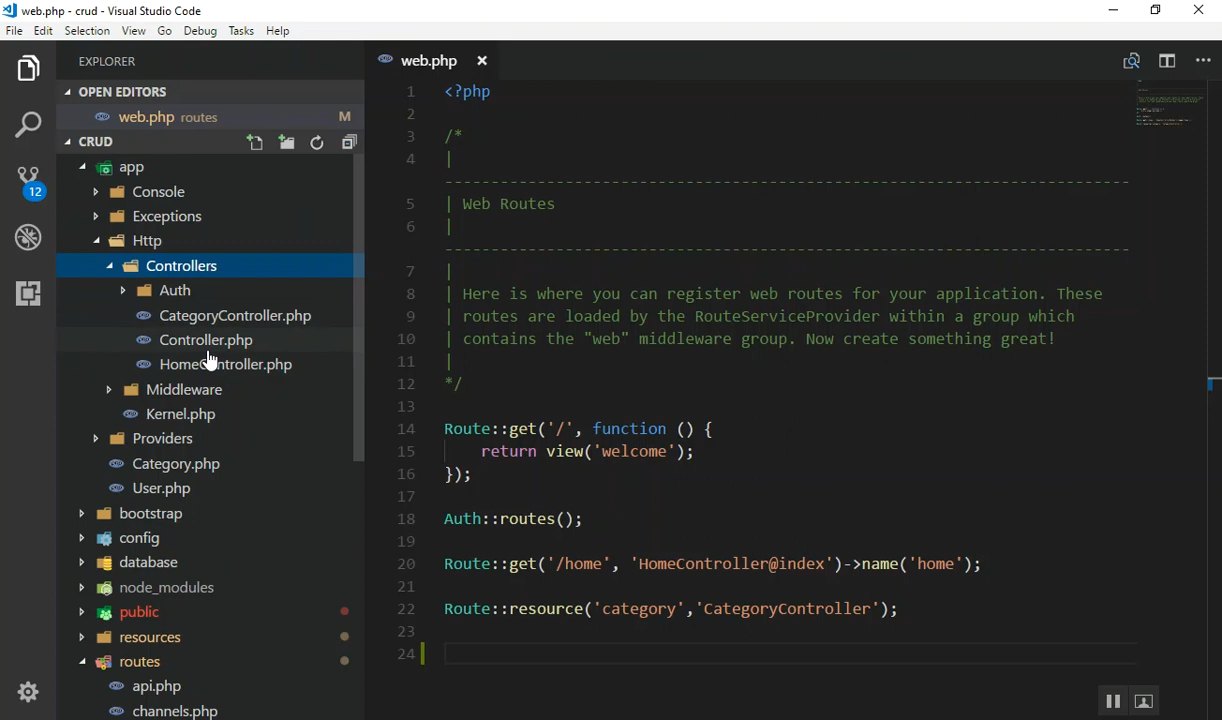 web.php - crud - Visual Studio Code
File Edit Selection View Go Debug Tasks Help
EXPLORER
OPEN EDITORS
web.php routes M
CRUD
12
app
Console
Exceptions
Http
Controllers
Auth
CategoryController.php
Controller.php
HomeController.php
Middleware
Kernel.php
Providers
Category.php
User.php
bootstrap
config
database
node_modules
public
resources
routes
api.php
channels.php
web.php
1 <?php
2
3 /*
4 |
--------------------------------------------------------------------------
5 | Web Routes
6 |
--------------------------------------------------------------------------
7 |
8 | Here is where you can register web routes for your application. These
9 | routes are loaded by the RouteServiceProvider within a group which
10 | contains the "web" middleware group. Now create something great!
11 |
12 */
13
14 Route::get('/', function () {
15 return view('welcome');
16 });
17
18 Auth::routes();
19
20 Route::get('/home', 'HomeController@index')->name('home');
21
22 Route::resource('category','CategoryController');
23
24